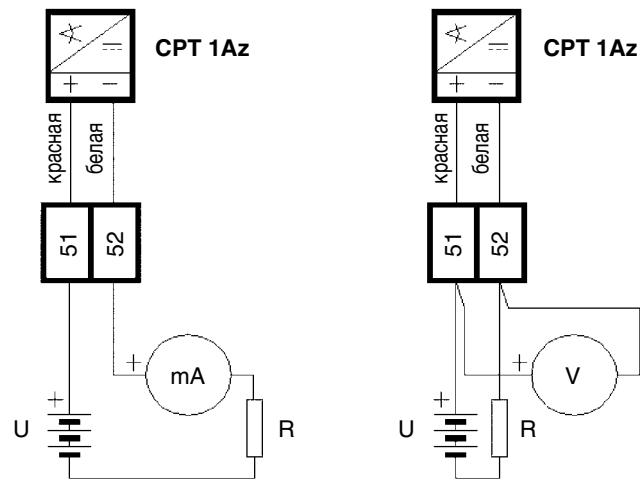 CPT 1Az
+ −
красная
белая
51
52
+
mA
+
U
R
CPT 1Az
+ −
красная
белая
51
52
+
V
+
U
R